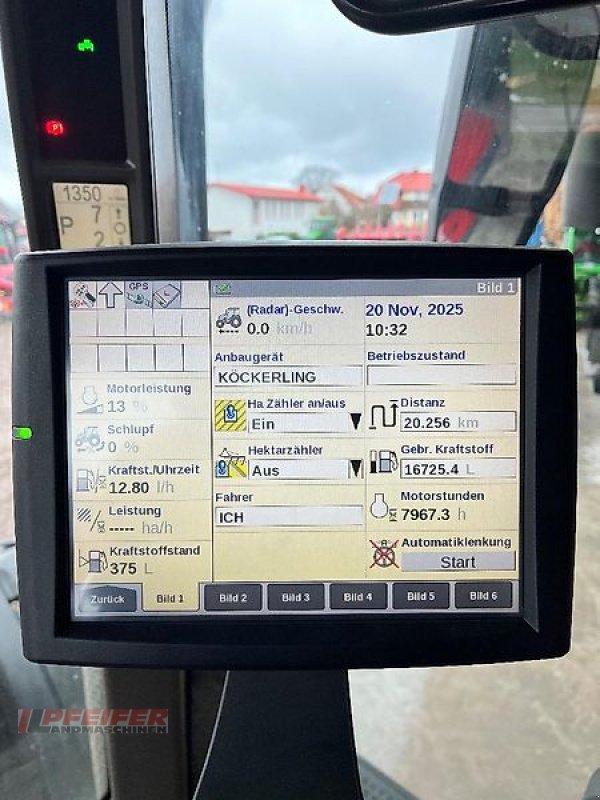 1350
P 7
2
P
GPS
Bild 1
(Radar)-Geschw.
0.0 km/h
20 Nov, 2025
10:32
Anbaugerät
KÖCKERLING
Betriebszustand
Motorleistung
13 %
Ha Zähler an/aus
Ein
Distanz
20.256 km
Schlupf
0 %
Hektarzähler
Aus
Gebr. Kraftstoff
16725.4 L
Kraftst./Uhrzeit
12.80 l/h
Fahrer
ICH
Motorstunden
7967.3 h
Leistung
----- ha/h
Automatiklenkung
Start
Kraftstoffstand
375 L
Zurück
Bild 1
Bild 2
Bild 3
Bild 4
Bild 5
Bild 6
PFEIFER
LANDMASCHINEN